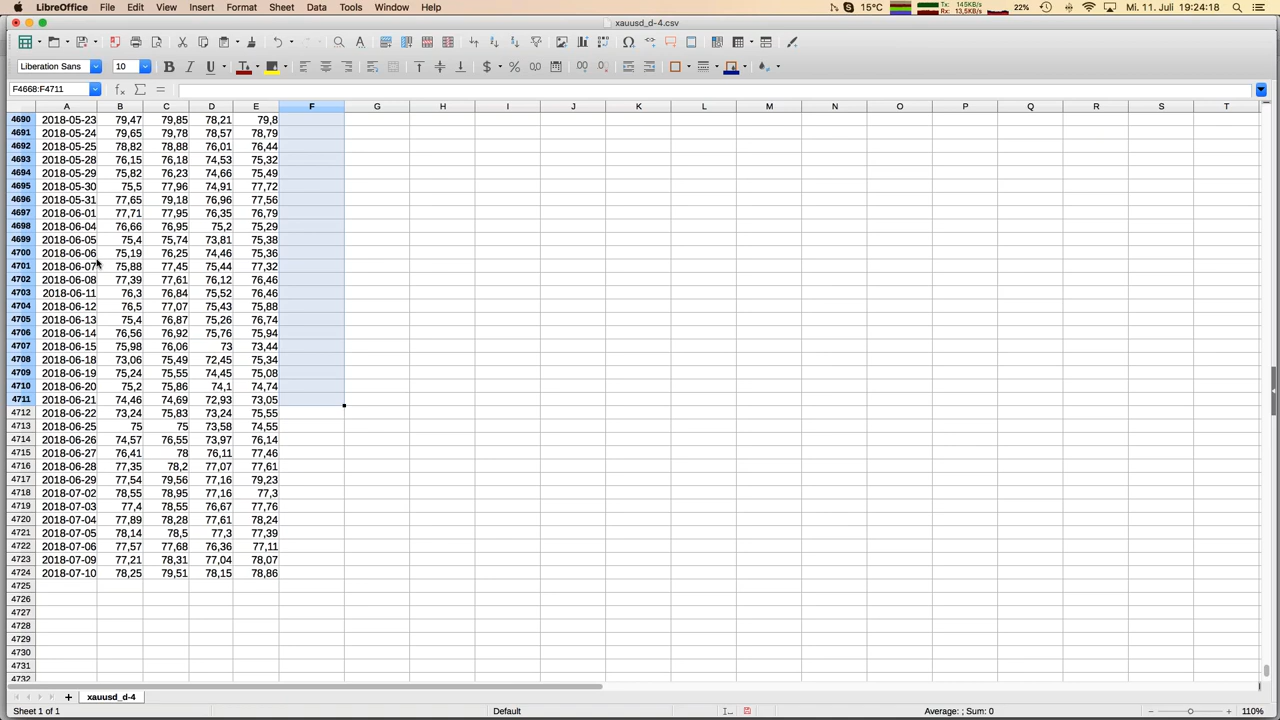 LibreOffice File Edit View Insert Format Sheet Data Tools Window Help 15°C Tx: 145KB/s Rx: 13,5KB/s 22% Mi. 11. Juli 19:24:18
xauusd_d-4.csv
Liberation Sans 10
F4668:F4711
A B C D E F G H I J K L M N O P Q R S T
4690 2018-05-23 79,47 79,85 78,21 79,8
4691 2018-05-24 79,65 79,78 78,57 78,79
4692 2018-05-25 78,82 78,88 76,01 76,44
4693 2018-05-28 76,15 76,18 74,53 75,32
4694 2018-05-29 75,82 76,23 74,66 75,49
4695 2018-05-30 75,5 77,96 74,91 77,72
4696 2018-05-31 77,65 79,18 76,96 77,56
4697 2018-06-01 77,71 77,95 76,35 76,79
4698 2018-06-04 76,66 76,95 75,2 75,29
4699 2018-06-05 75,4 75,74 73,81 75,38
4700 2018-06-06 75,19 76,25 74,46 75,36
4701 2018-06-07 75,88 77,45 75,44 77,32
4702 2018-06-08 77,39 77,61 76,12 76,46
4703 2018-06-11 76,3 76,84 75,52 76,46
4704 2018-06-12 76,5 77,07 75,43 75,88
4705 2018-06-13 75,4 76,87 75,26 76,74
4706 2018-06-14 76,56 76,92 75,76 75,94
4707 2018-06-15 75,98 76,06 73 73,44
4708 2018-06-18 73,06 75,49 72,45 75,34
4709 2018-06-19 75,24 75,55 74,45 75,08
4710 2018-06-20 75,2 75,86 74,1 74,74
4711 2018-06-21 74,46 74,69 72,93 73,05
4712 2018-06-22 73,24 75,83 73,24 75,55
4713 2018-06-25 75 75 73,58 74,55
4714 2018-06-26 74,57 76,55 73,97 76,14
4715 2018-06-27 76,41 78 76,11 77,46
4716 2018-06-28 77,35 78,2 77,07 77,61
4717 2018-06-29 77,54 79,56 77,16 79,23
4718 2018-07-02 78,55 78,95 77,16 77,3
4719 2018-07-03 77,4 78,55 76,67 77,76
4720 2018-07-04 77,89 78,28 77,61 78,24
4721 2018-07-05 78,14 78,5 77,3 77,39
4722 2018-07-06 77,57 77,68 76,36 77,11
4723 2018-07-09 77,21 78,31 77,04 78,07
4724 2018-07-10 78,25 79,51 78,15 78,86
4725
4726
4727
4728
4729
4730
4731
4732
xauusd_d-4
Sheet 1 of 1 Default Average: ; Sum: 0 110%